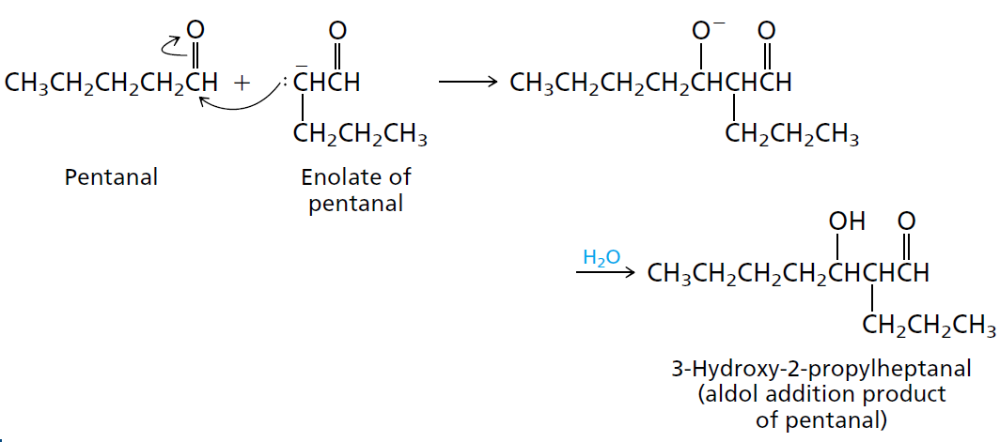 O O O⁻ O
CH₃CH₂CH₂CH₂CH + :C̄HCH ⟶ CH₃CH₂CH₂CH₂CHCHCH
CH₂CH₂CH₃ CH₂CH₂CH₃
Pentanal Enolate of
pentanal
OH O
H₂O
CH₃CH₂CH₂CH₂CHCHCH
CH₂CH₂CH₃
3-Hydroxy-2-propylheptanal
(aldol addition product
of pentanal)